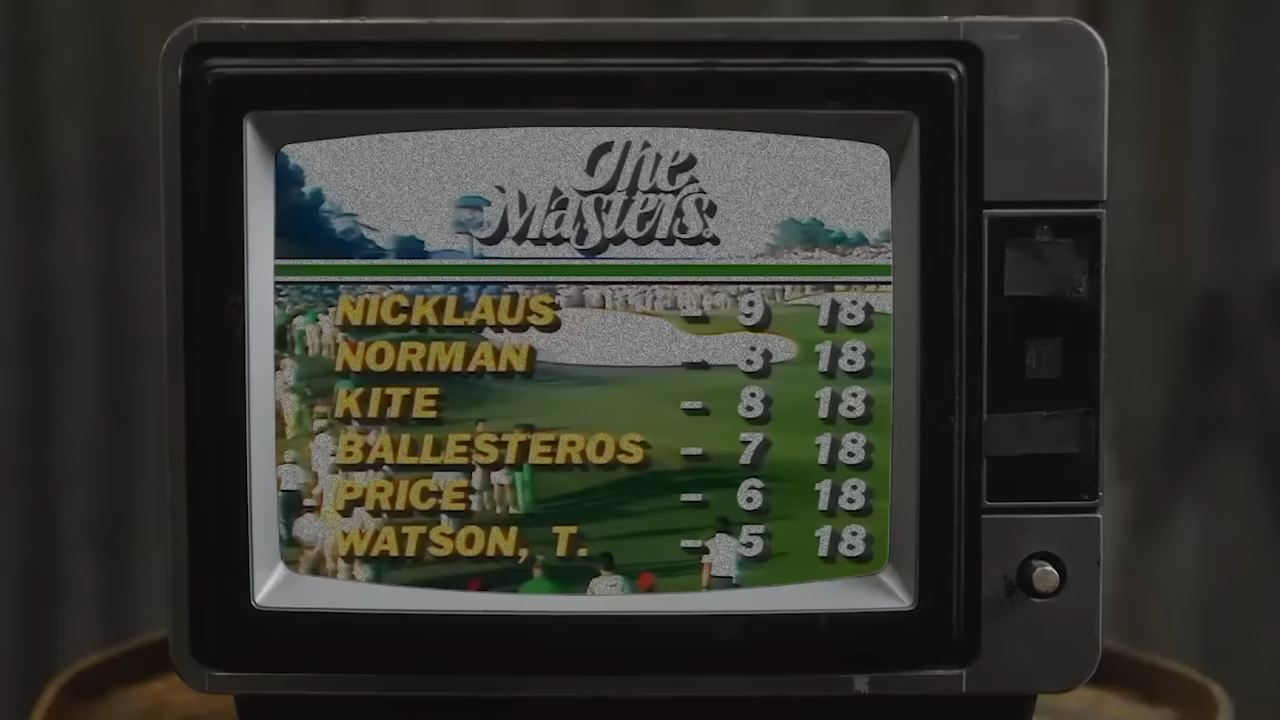 The
Masters.
NICKLAUS - 9 18
NORMAN - 8 18
KITE - 8 18
BALLESTEROS - 7 18
PRICE - 6 18
WATSON, T. - 5 18